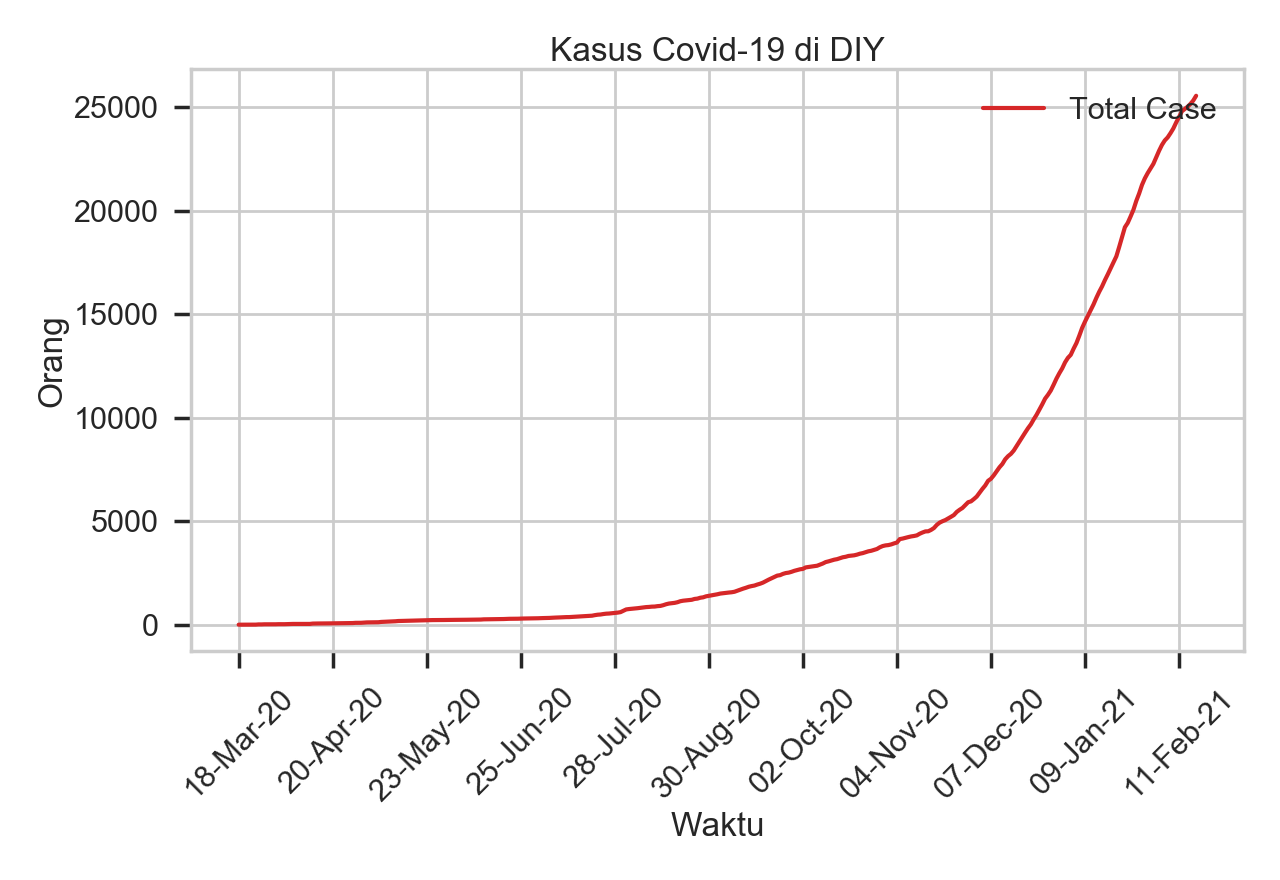 Kasus Covid-19 di DIY
Total Case
25000
20000
15000
10000
5000
0
Orang
18-Mar-20
20-Apr-20
23-May-20
25-Jun-20
28-Jul-20
30-Aug-20
02-Oct-20
04-Nov-20
07-Dec-20
09-Jan-21
11-Feb-21
Waktu